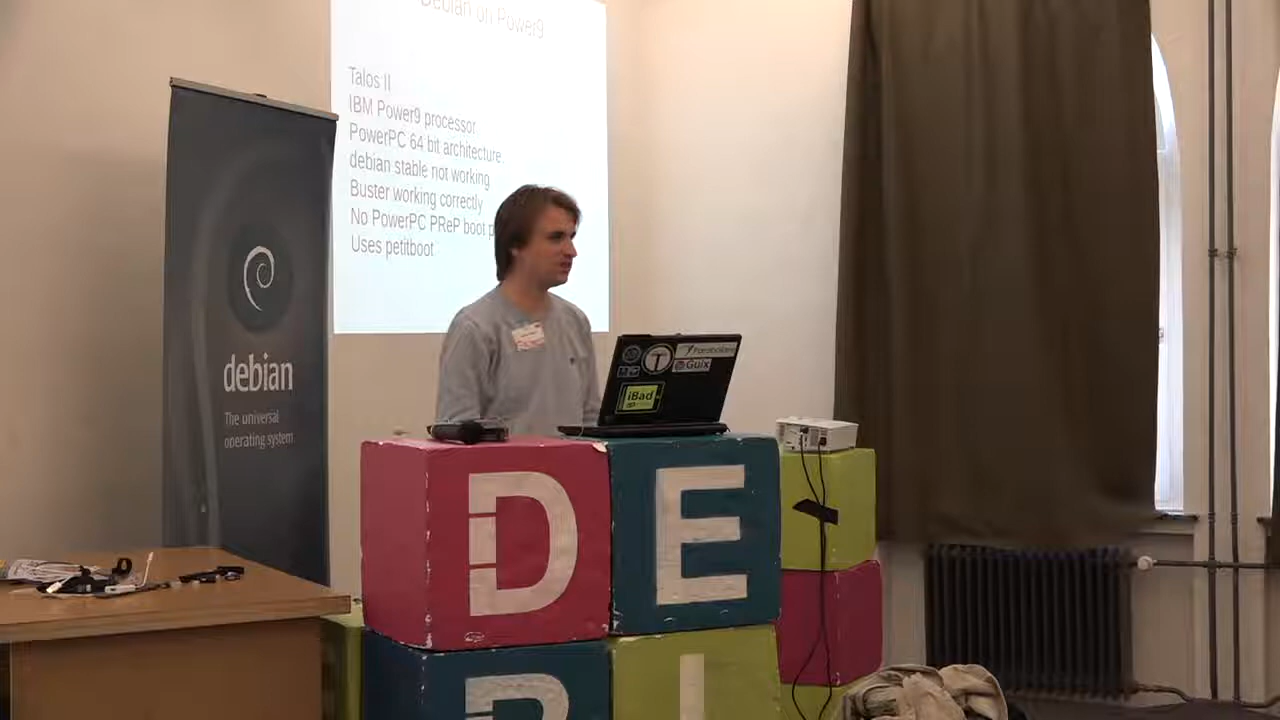 Debian on Power9
Talos II
IBM Power9 processor
PowerPC 64 bit architecture.
debian stable not working
Buster working correctly
No PowerPC PReP boot p
Uses petitboot
debian
The universal
operating system
T
Guix
iBad
D E